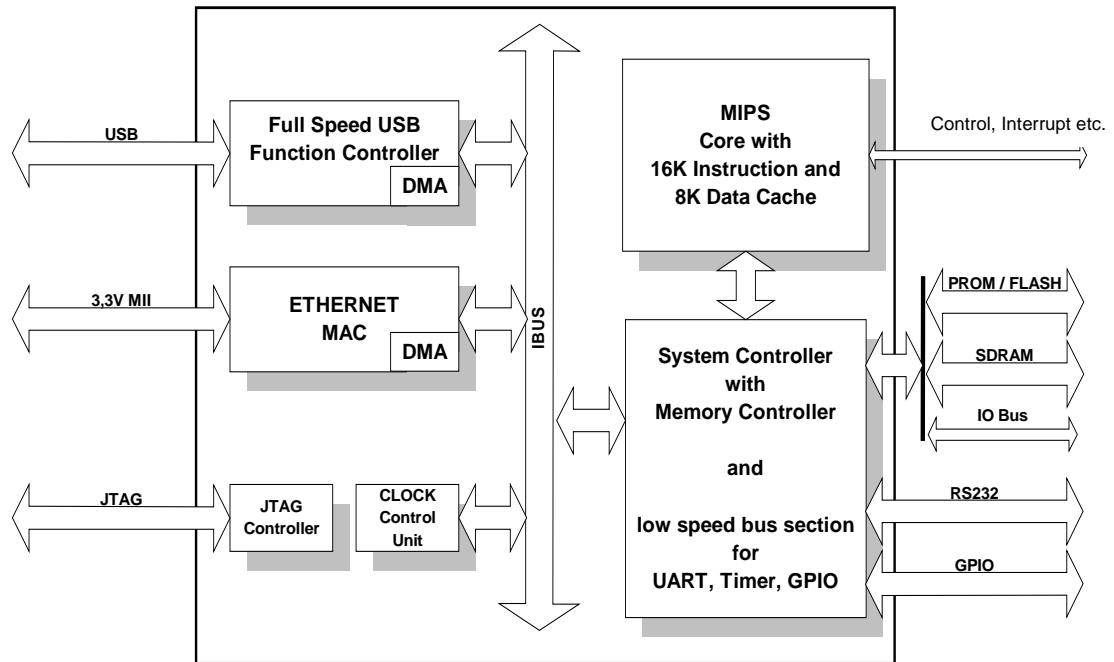 USB
Full Speed USB
Function Controller
DMA
MIPS
Core with
16K Instruction and
8K Data Cache
Control, Interrupt etc.
3,3V MII
ETHERNET
MAC
DMA
IBUS
System Controller
with
Memory Controller
and
low speed bus section
for
UART, Timer, GPIO
PROM / FLASH
SDRAM
IO Bus
JTAG
JTAG
Controller
CLOCK
Control
Unit
RS232
GPIO